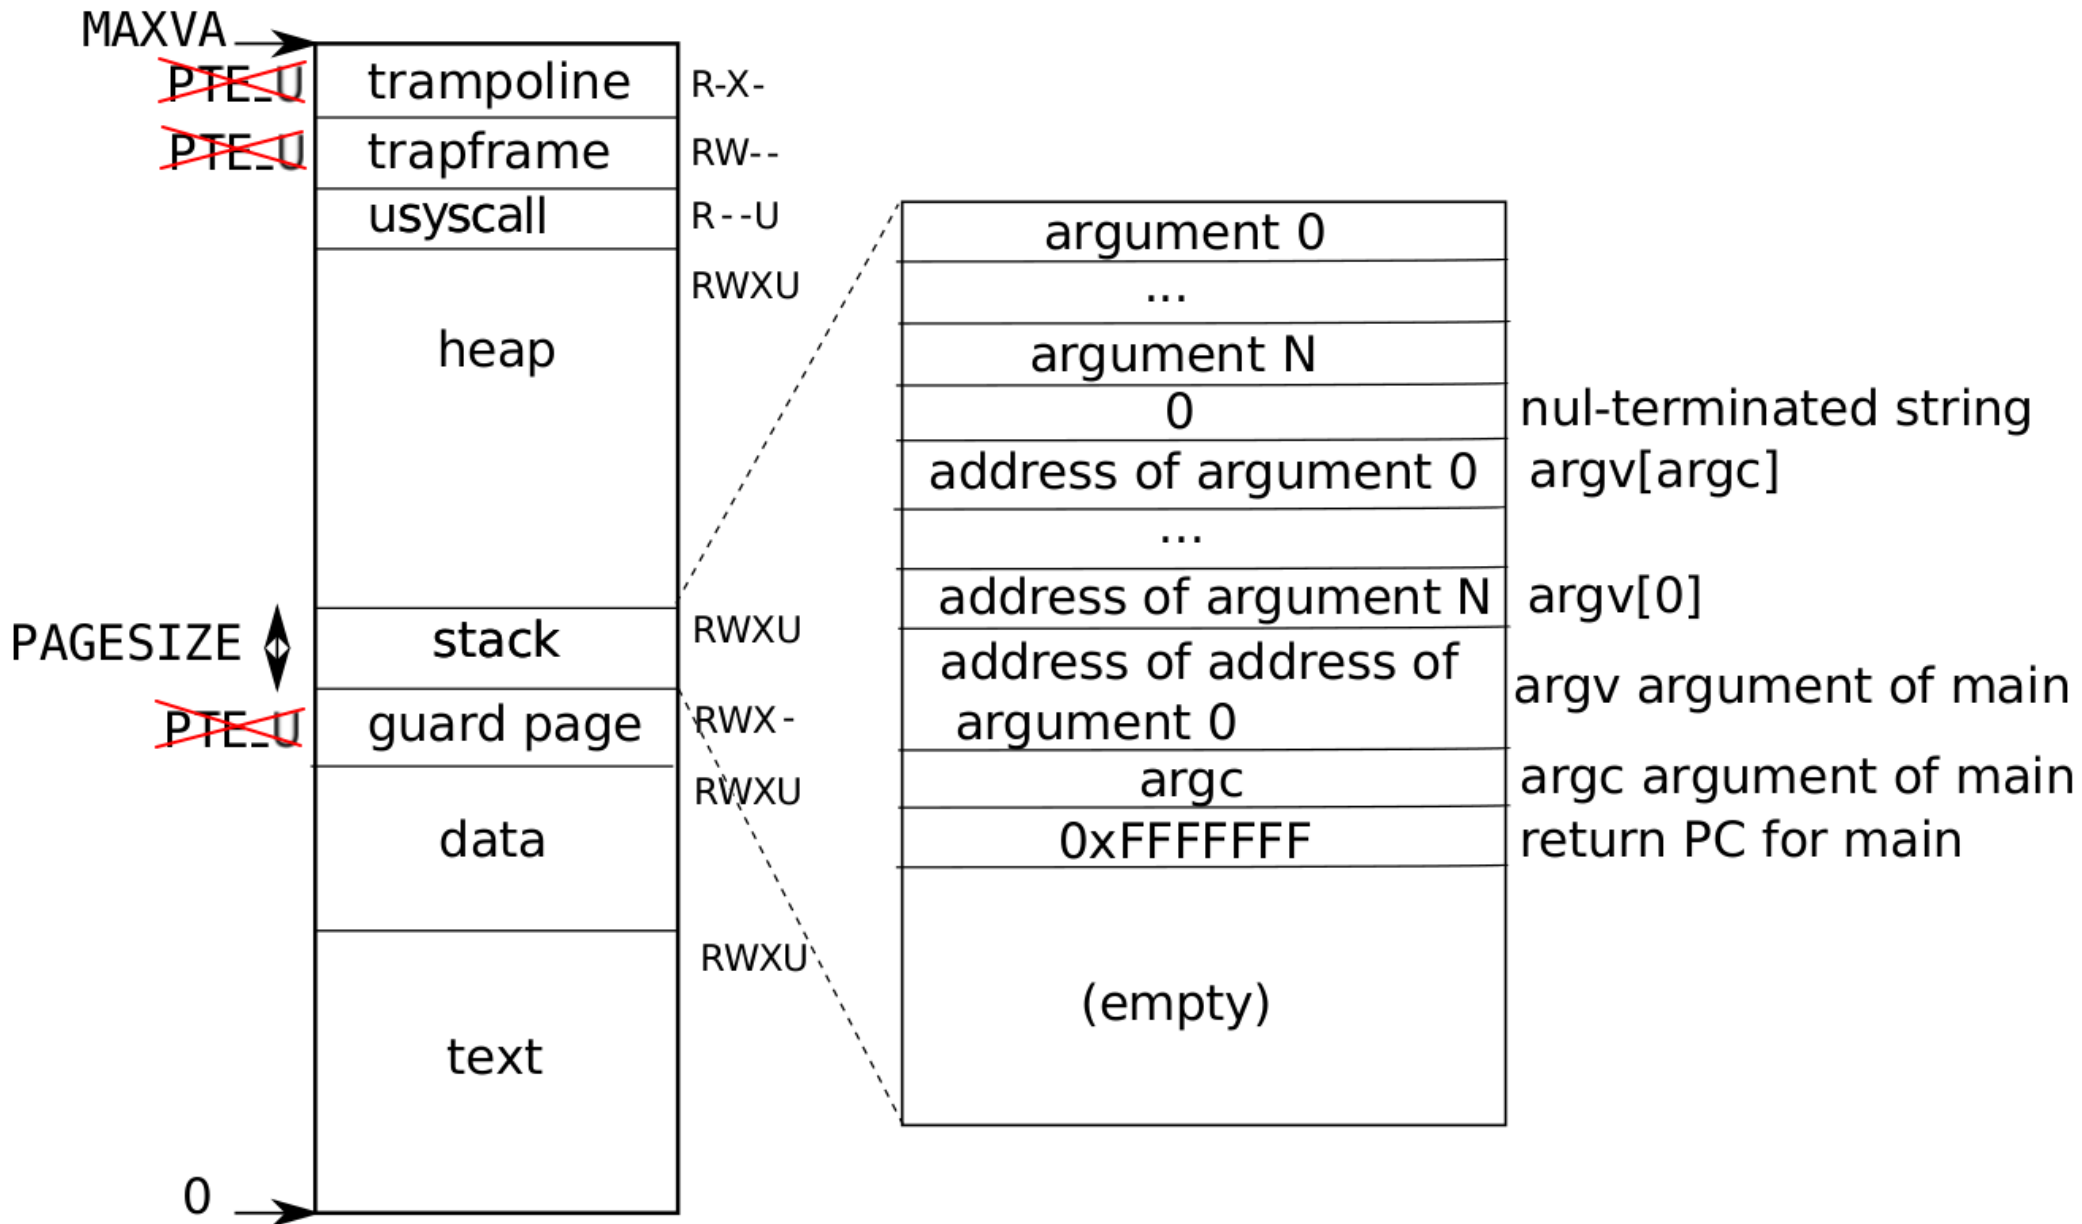 MAXVA
PTE_U trampoline R-X-
PTE_U trapframe RW--
usyscall R--U
RWXU
heap
PAGESIZE stack RWXU
PTE_U guard page RWX-
RWXU
data
RWXU
text
0
argument 0
...
argument N
0 nul-terminated string
address of argument 0 argv[argc]
...
address of argument N argv[0]
address of address of
argument 0 argv argument of main
argc argc argument of main
0xFFFFFFF return PC for main
(empty)